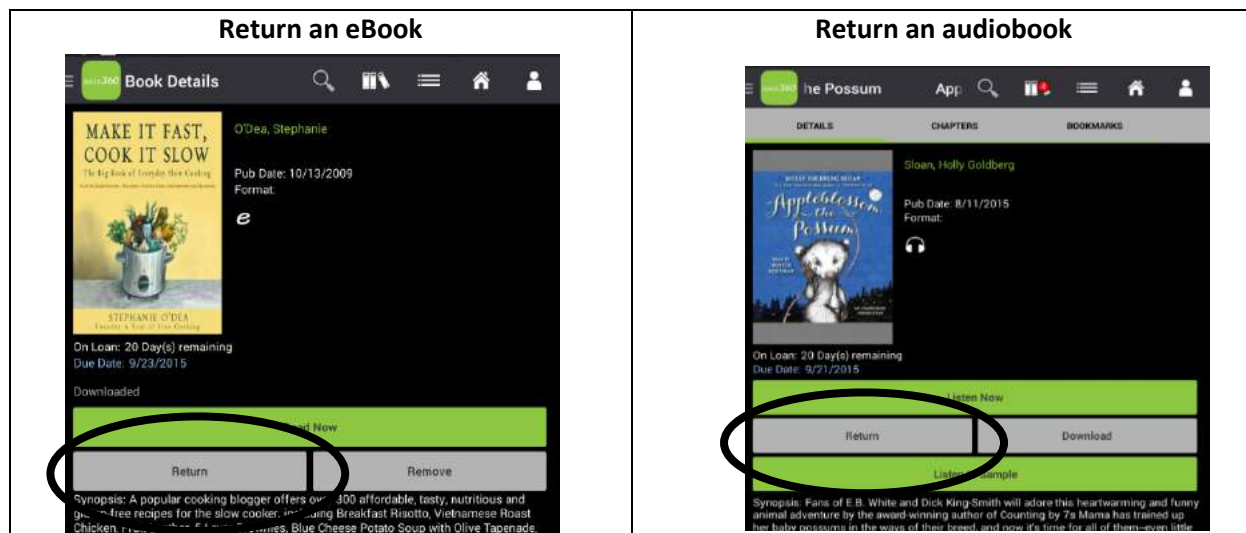 Return an eBook
Book Details
MAKE IT FAST,
COOK IT SLOW
The Big Book of Everyday Slow Cooking
STEPHANIE O'DEA
O'Dea, Stephanie
Pub Date: 10/13/2009
Format:
e
On Loan: 20 Day(s) remaining
Due Date: 9/23/2015
Downloaded
Now
Return
Remove
Synopsis: A popular cooking blogger offers 300 affordable, tasty, nutritious and
free recipes for the slow cooker, Breakfast Risotto, Vietnamese Roast
Chicken, Blue Cheese Potato Soup with Olive Tapenade,
Return an audiobook
he Possum
App
DETAILS
CHAPTERS
BOOKMARKS
Appleblossom
the
Possum
Sloan, Holly Goldberg
Pub Date: 8/11/2015
Format:
On Loan: 20 Day(s) remaining
Due Date: 9/21/2015
Listen Now
Return
Download
Listen Sample
Synopsis: Fans of E.B. White and Dick King-Smith will adore this heartwarming and funny
animal adventure by the award-winning author of Counting by 7s Mama has trained up
her baby possums in the ways of their breed, and now it's time for all of them—even little